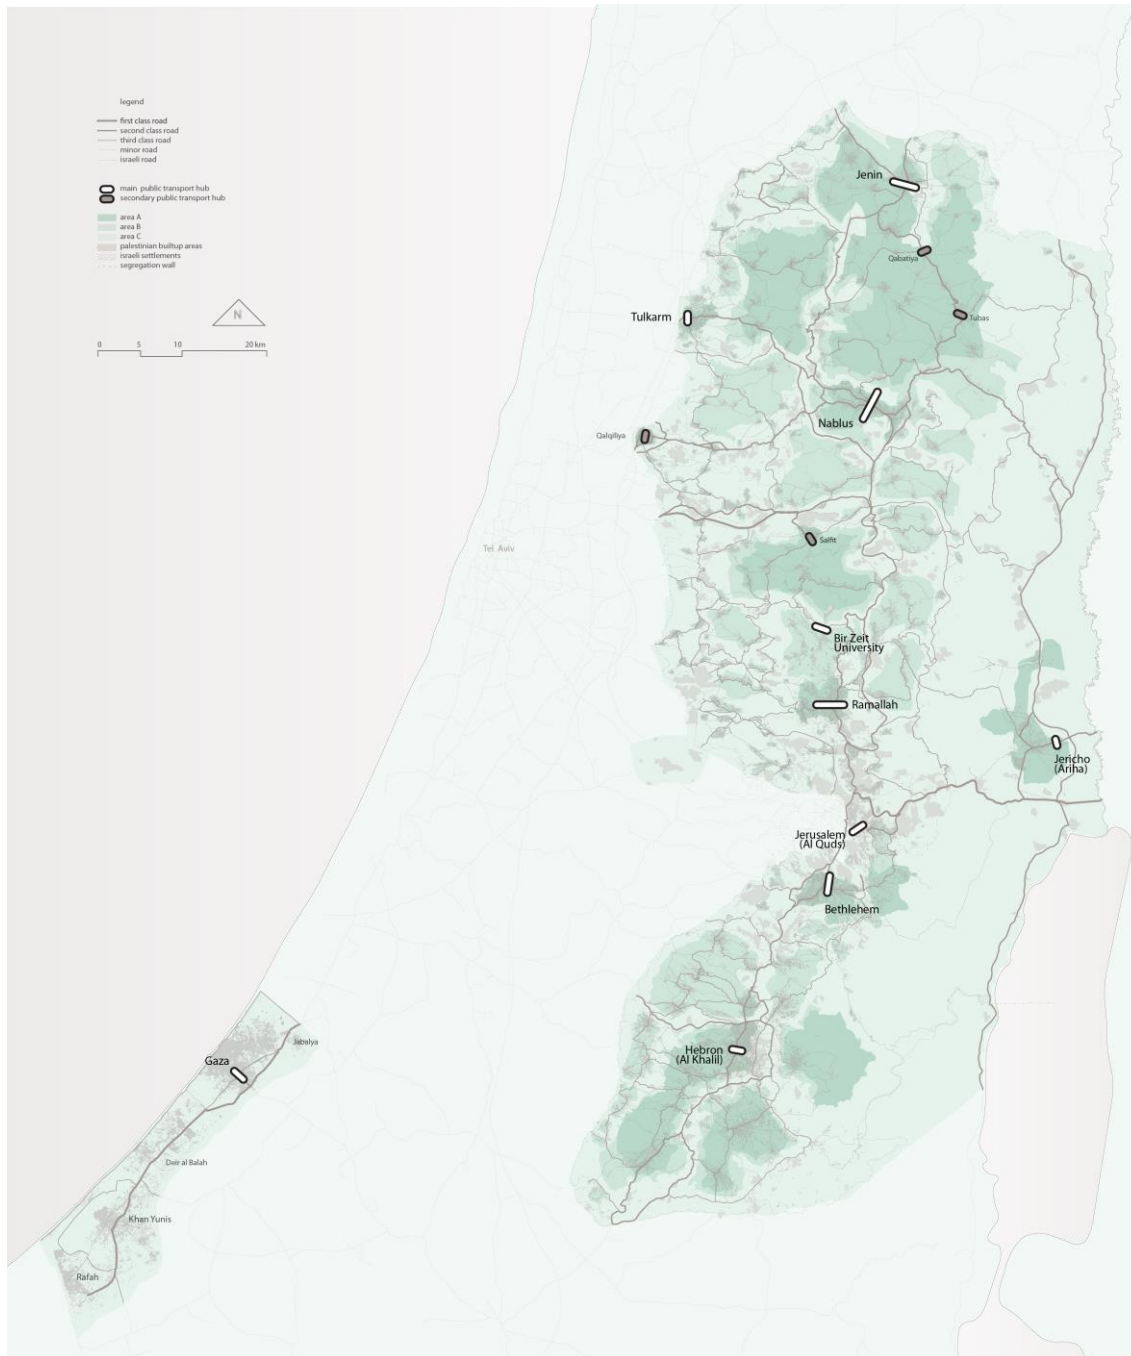 legend
first class road
second class road
third class road
minor road
israeli road
main public transport hub
secondary public transport hub
area A
area B
area C
palestinian builtup areas
israeli settlements
segregation wall
N
0 5 10 20 km
Jenin
Qabatiya
Tulkarm
Tubas
Nablus
Qalqiliya
Tel Aviv
Salfit
Bir Zeit
University
Ramallah
Jericho
(Ariha)
Jerusalem
(Al Quds)
Bethlehem
Hebron
(Al Khalil)
Jabalya
Gaza
Deir al Balah
Khan Yunis
Rafah